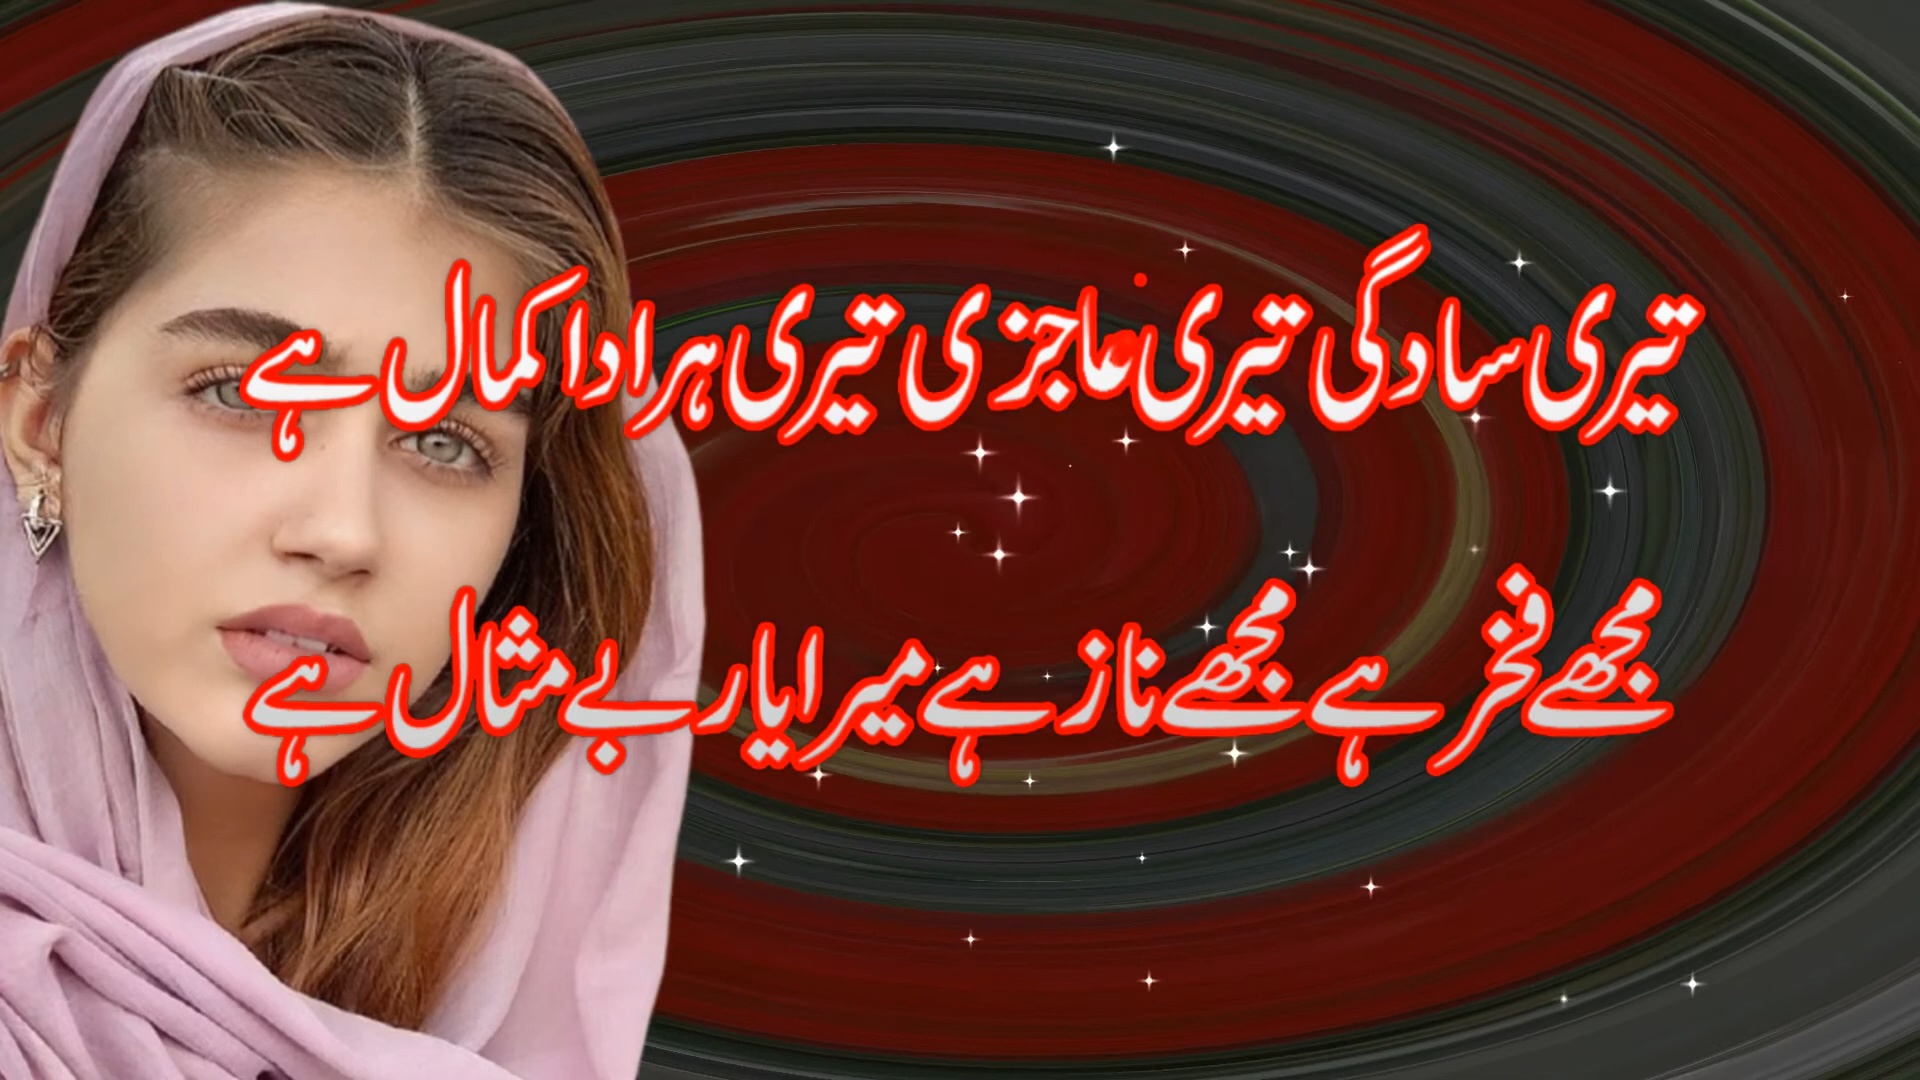 تیری سادگی تیری عاجزی تیری ہر ادا کمال ہے
مجھے فخر ہے مجھے ناز ہے میرا یار بے مثال ہے